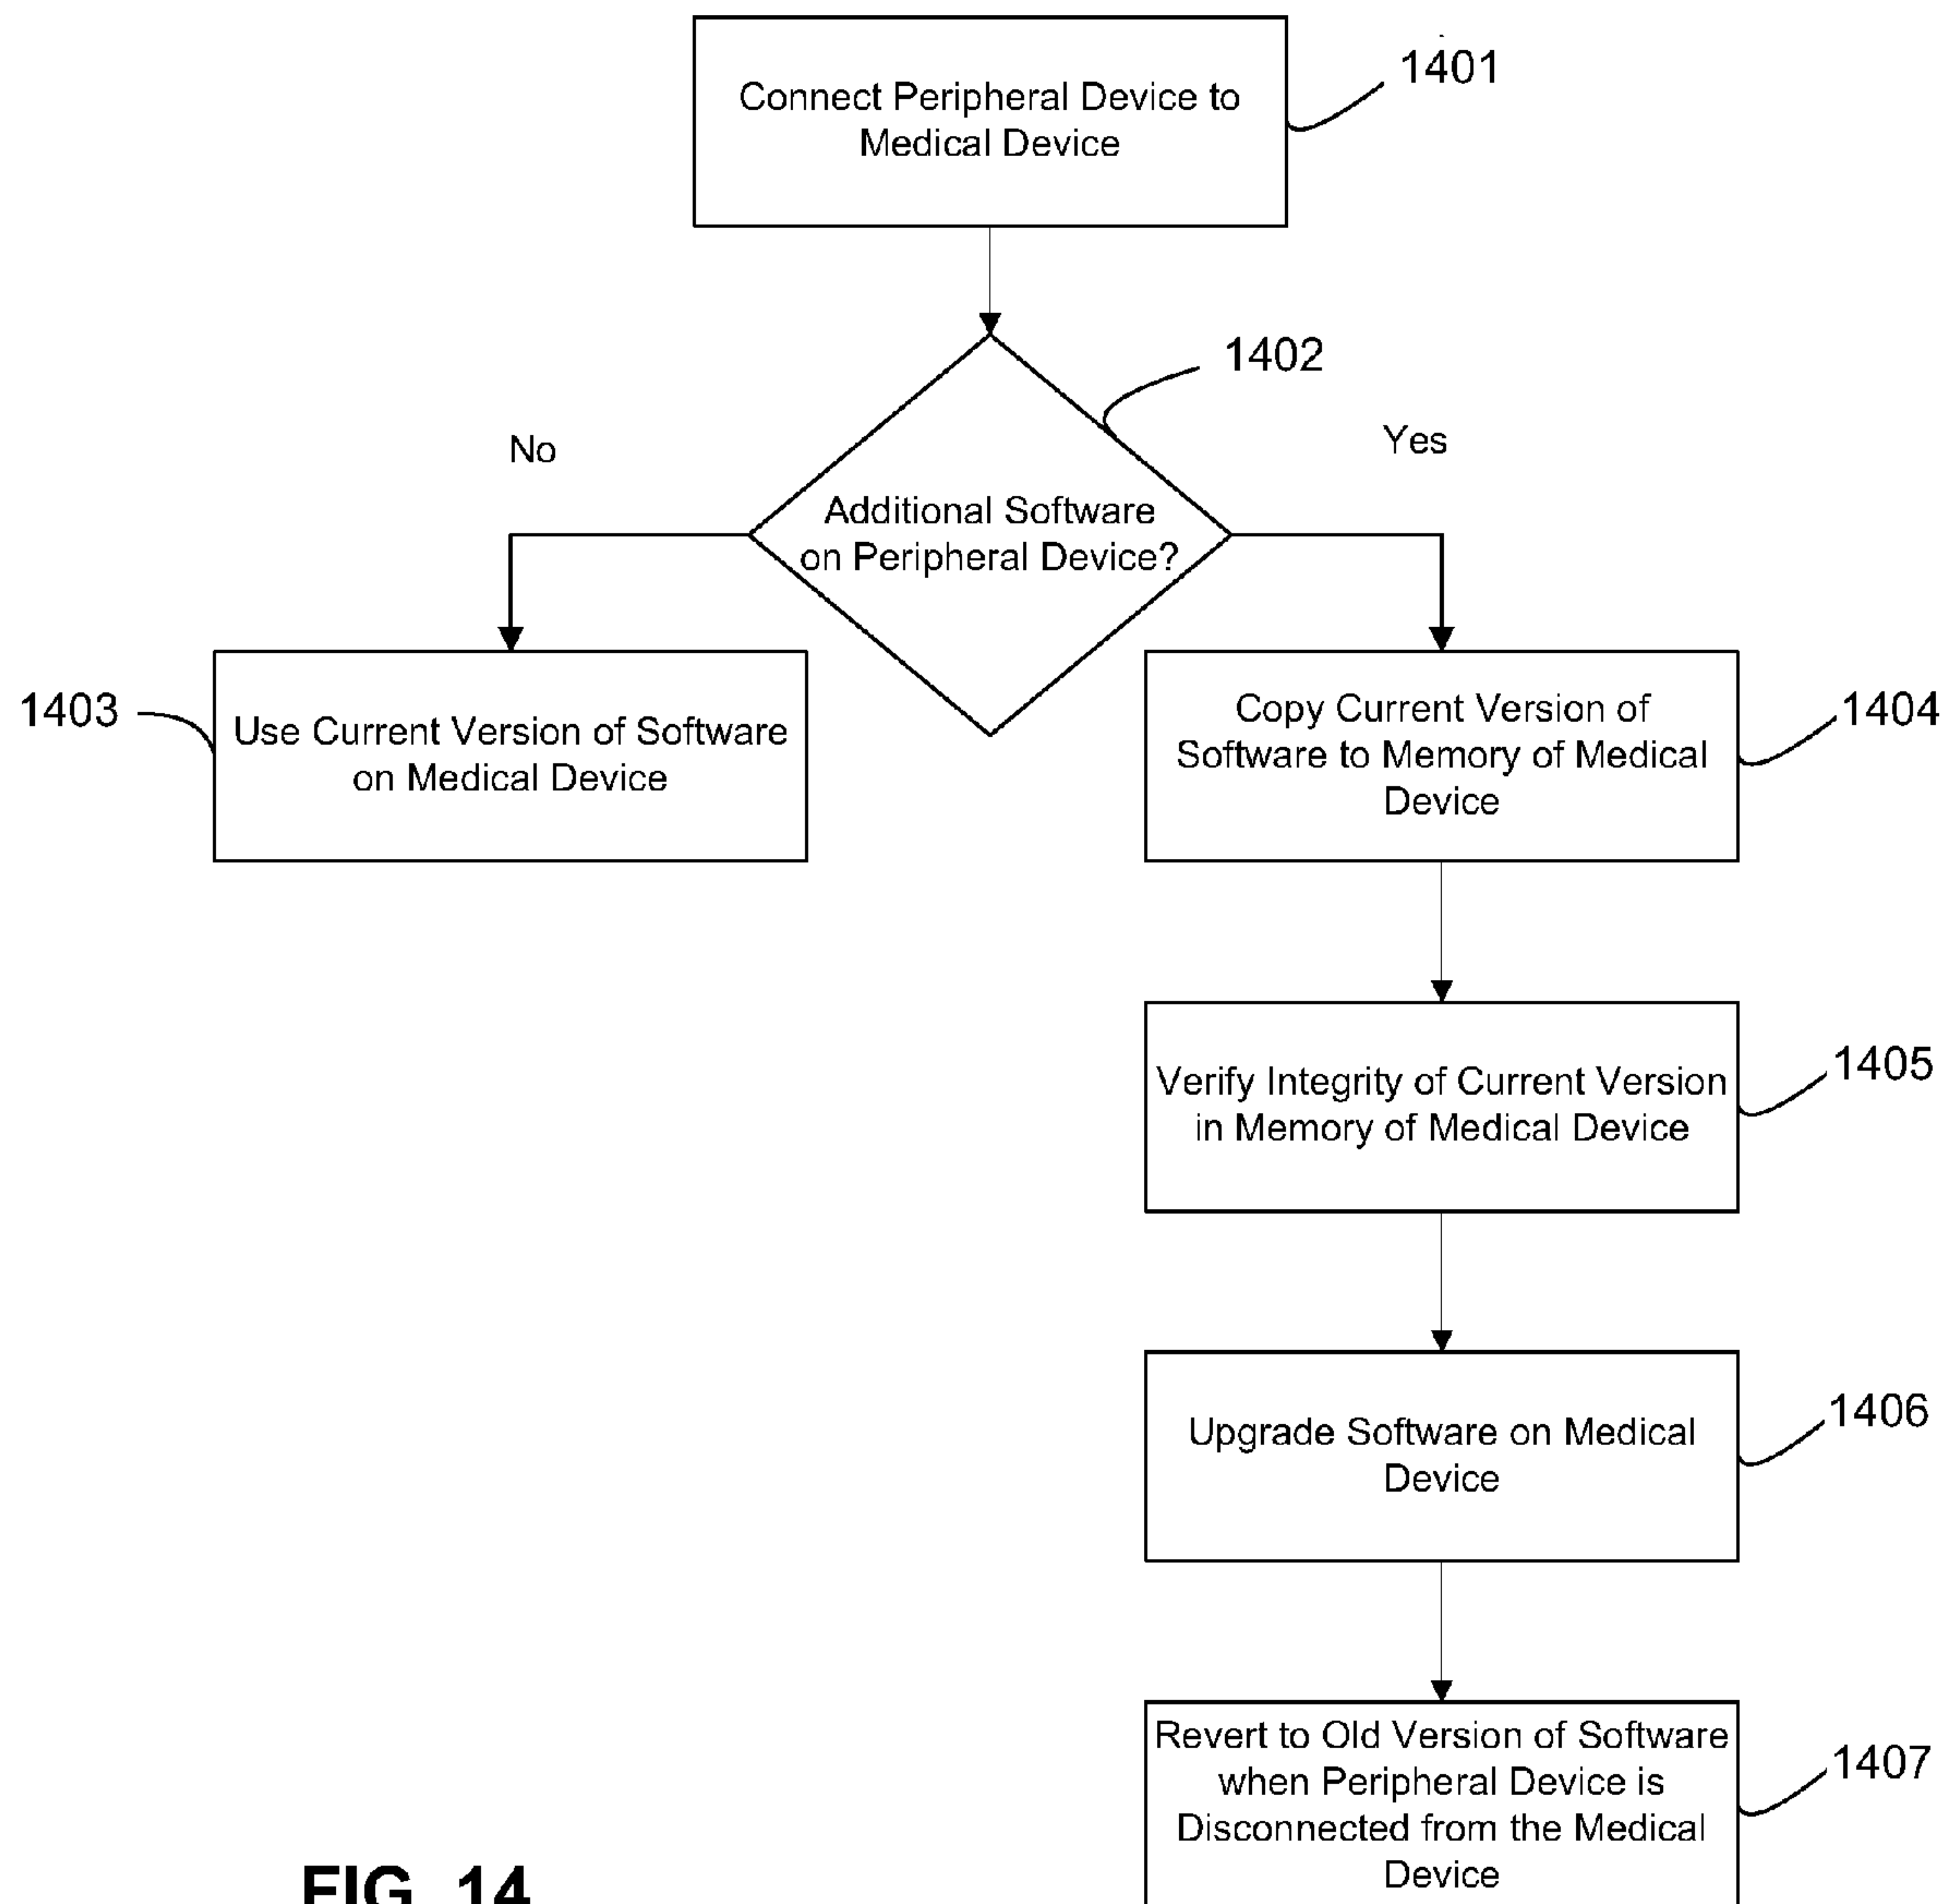 Connect Peripheral Device to
Medical Device
1401
1402
No
Yes
Additional Software
on Peripheral Device?
1403
Use Current Version of Software
on Medical Device
Copy Current Version of
Software to Memory of Medical
Device
1404
Verify Integrity of Current Version
in Memory of Medical Device
1405
Upgrade Software on Medical
Device
1406
Revert to Old Version of Software
when Peripheral Device is
Disconnected from the Medical
Device
1407
FIG. 14